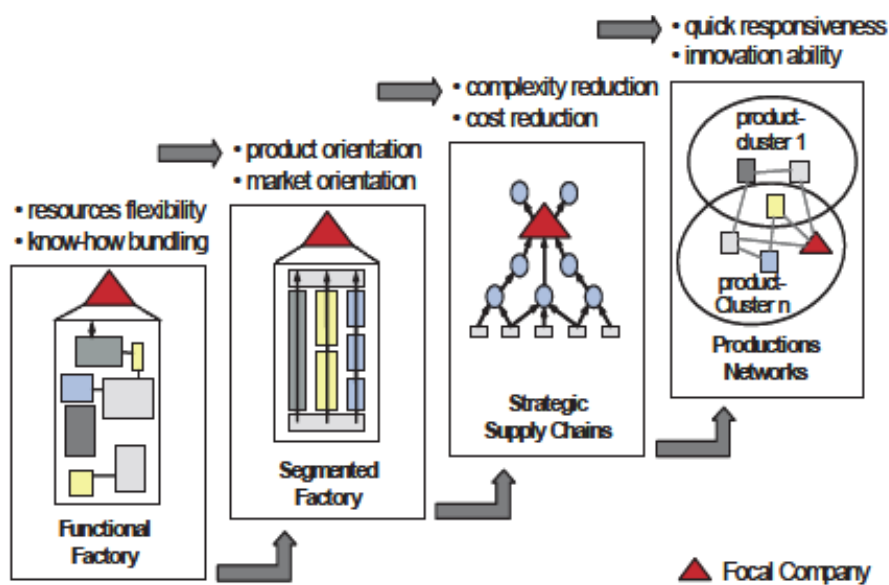 • resources flexibility
• know-how bundling
Functional
Factory
• product orientation
• market orientation
Segmented
Factory
• complexity reduction
• cost reduction
Strategic
Supply Chains
• quick responsiveness
• innovation ability
product-
cluster 1
product-
Cluster n
Productions
Networks
Focal Company